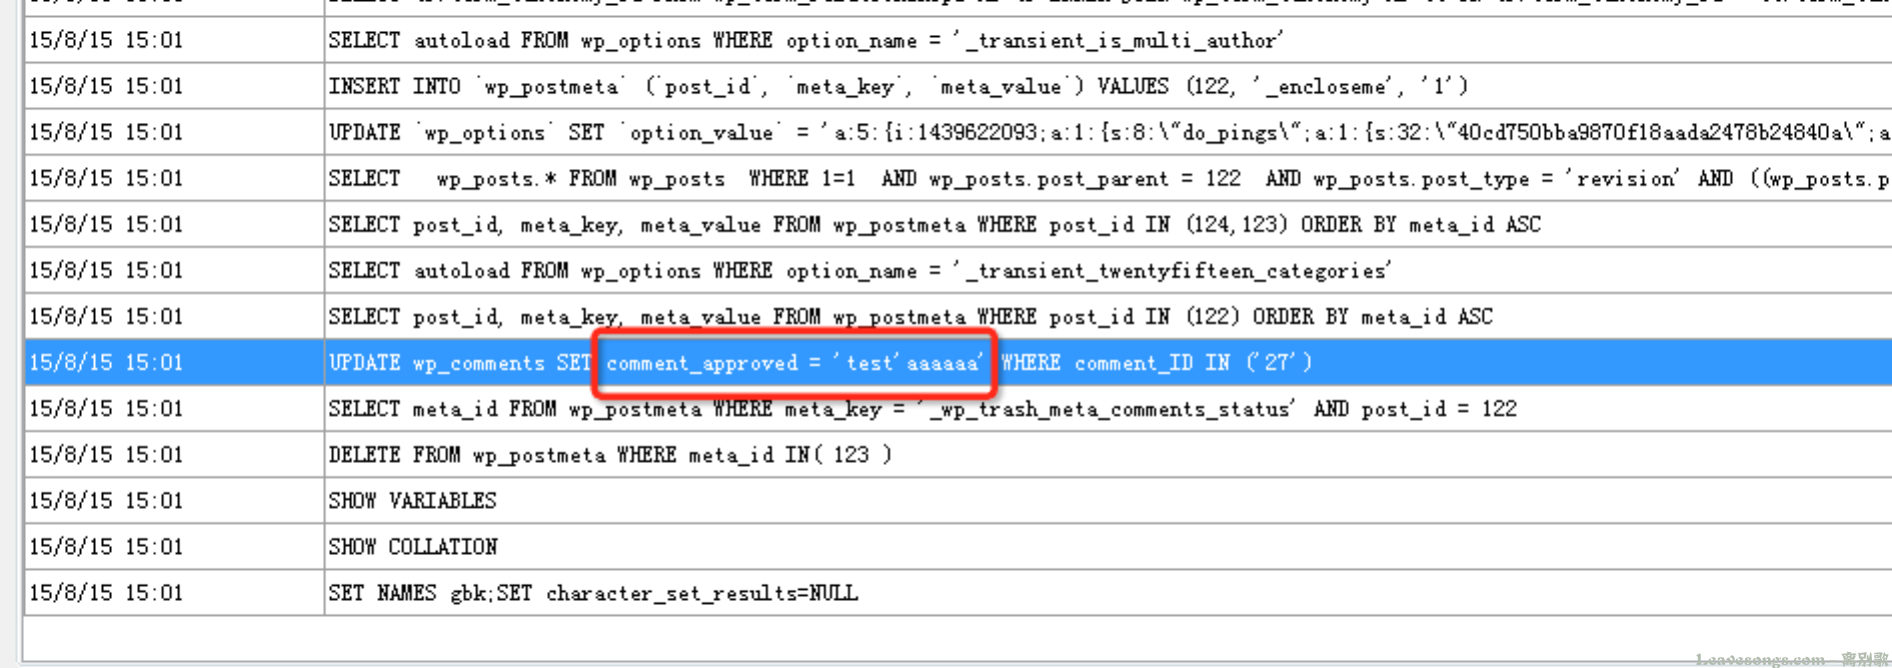 15/8/15 15:01 SELECT autoload FROM wp_options WHERE option_name = '_transient_is_multi_author'
15/8/15 15:01 INSERT INTO `wp_postmeta` (`post_id`, `meta_key`, `meta_value`) VALUES (122, '_encloseme', '1')
15/8/15 15:01 UPDATE `wp_options` SET `option_value` = 'a:5:{i:1439622093;a:1:{s:8:\"do_pings\";a:1:{s:32:\"40cd750bba9870f18aada2478b24840a\";a
15/8/15 15:01 SELECT   wp_posts.* FROM wp_posts  WHERE 1=1  AND wp_posts.post_parent = 122  AND wp_posts.post_type = 'revision' AND ((wp_posts.p
15/8/15 15:01 SELECT post_id, meta_key, meta_value FROM wp_postmeta WHERE post_id IN (124,123) ORDER BY meta_id ASC
15/8/15 15:01 SELECT autoload FROM wp_options WHERE option_name = '_transient_twentyfifteen_categories'
15/8/15 15:01 SELECT post_id, meta_key, meta_value FROM wp_postmeta WHERE post_id IN (122) ORDER BY meta_id ASC
15/8/15 15:01 UPDATE wp_comments SET comment_approved = 'test'aaaaaa' WHERE comment_ID IN ('27')
15/8/15 15:01 SELECT meta_id FROM wp_postmeta WHERE meta_key = '_wp_trash_meta_comments_status' AND post_id = 122
15/8/15 15:01 DELETE FROM wp_postmeta WHERE meta_id IN( 123 )
15/8/15 15:01 SHOW VARIABLES
15/8/15 15:01 SHOW COLLATION
15/8/15 15:01 SET NAMES gbk;SET character_set_results=NULL
Leavesongs.com - 离别歌